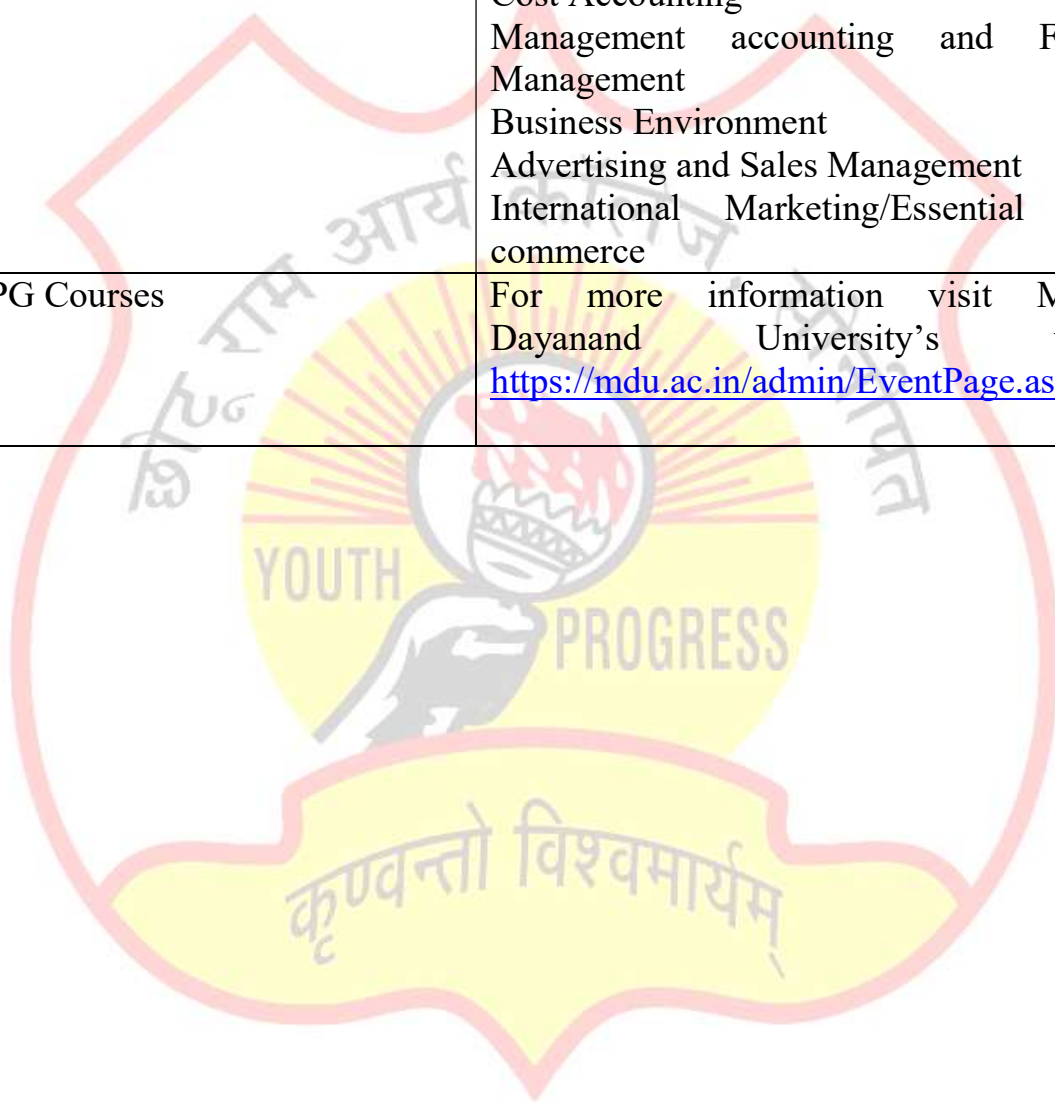 Cost Accounting
Management accounting and F
Management
Business Environment
Advertising and Sales Management
International Marketing/Essential
commerce
PG Courses
For more information visit M
Dayanand University’s
https://mdu.ac.in/admin/EventPage.as
राम आर्य कॉलेज, सोनीपत
YOUTH
PROGRESS
कृण्वन्तो विश्वमार्यम्